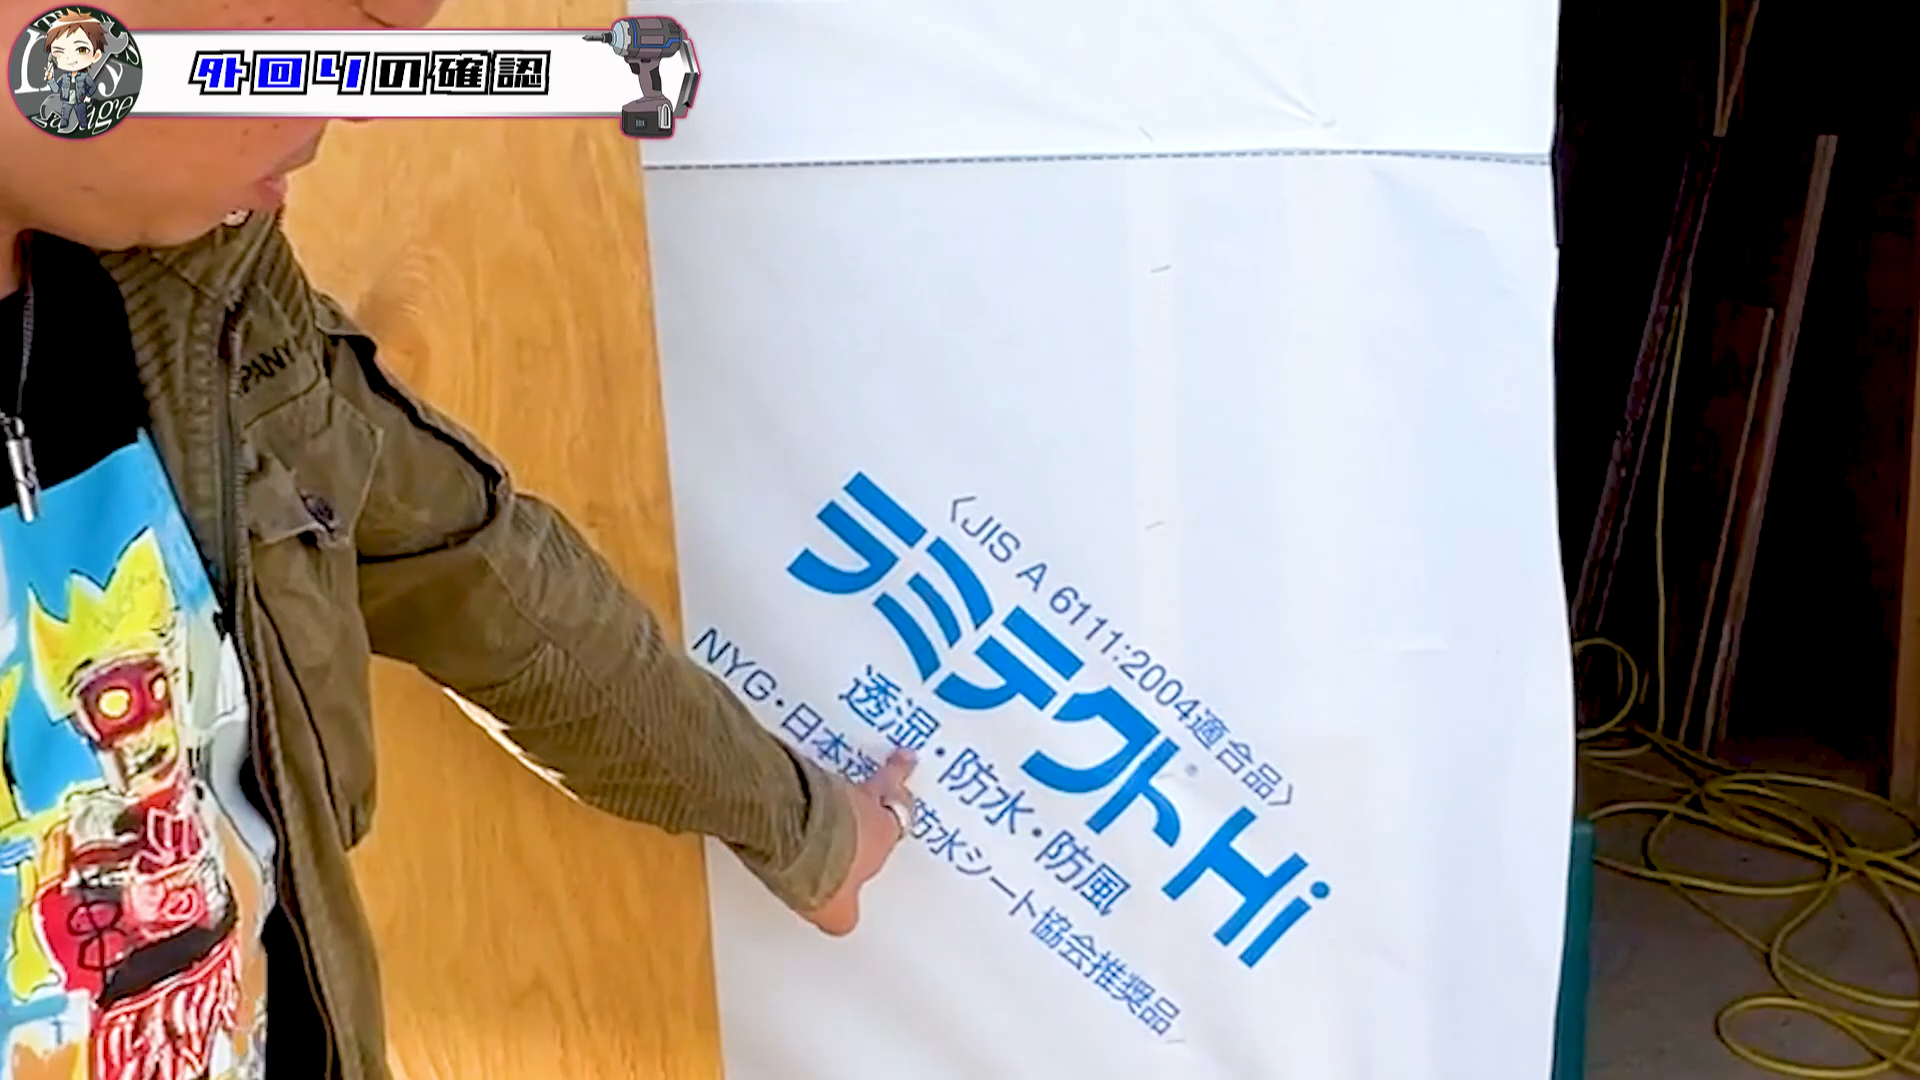 外回りの確認
PANY
〈JIS A 6111:2004適合品〉
ラミテクト® Hi
透湿・防水・防風
NYG・日本透 防水シート協会推奨品